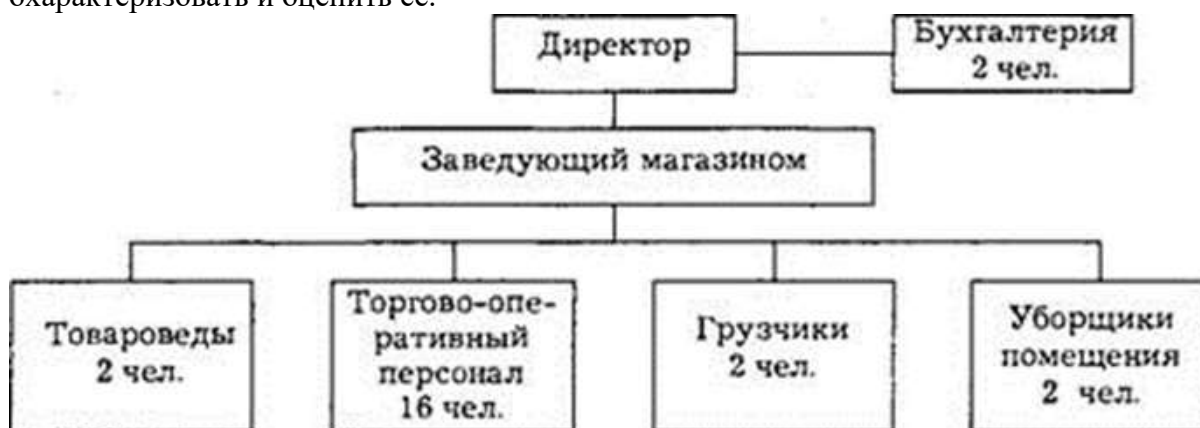 охарактеризовать и оценить ее.
Директор
Бухгалтерия
2 чел.
Заведующий магазином
Товароведы
2 чел.
Торгово-опе-
ративный
персонал
16 чел.
Грузчики
2 чел.
Уборщики
помещения
2 чел.